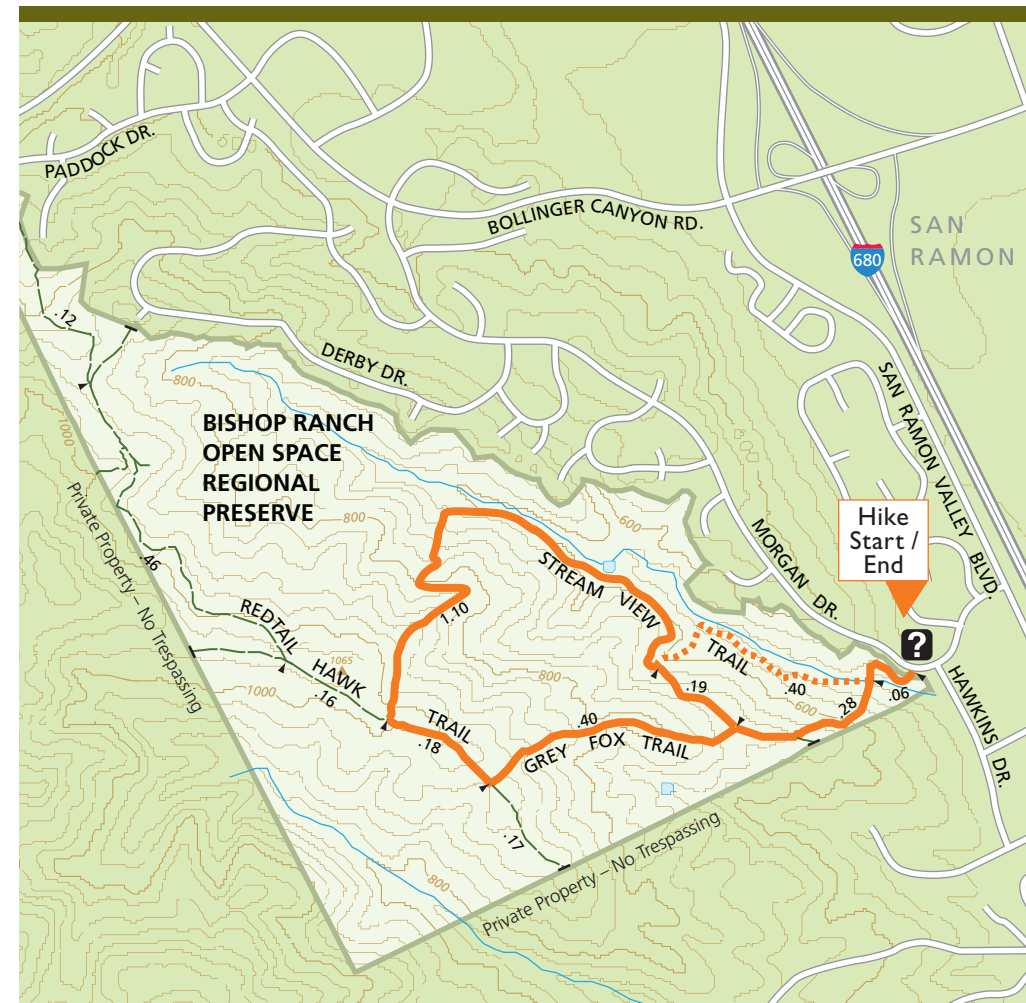 PADDOCK DR.
BOLLINGER CANYON RD.
SAN
RAMON
680
DERBY DR.
SAN RAMON VALLEY BLVD.
BISHOP RANCH
OPEN SPACE
REGIONAL
PRESERVE
.12
800
1000
800
600
Private Property – No Trespassing
.46
Hike
Start /
End
?
MORGAN DR.
STREAM VIEW
TRAIL
1.10
REDTAIL HAWK TRAIL
1065
1000
.16
.18
.19
.40
.40
800
600
.28
.06
HAWKINS DR.
GREY FOX TRAIL
.17
800
Private Property – No Trespassing